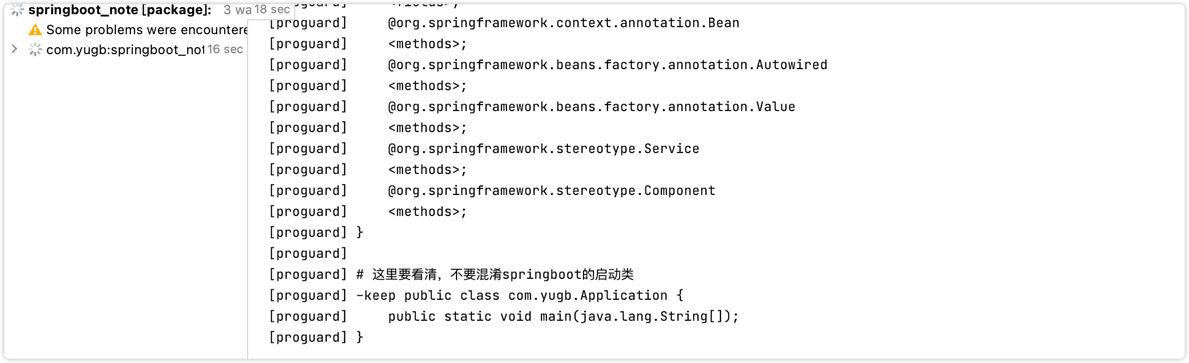 springboot_note [package]: 3 wa 18 sec
Some problems were encountere
com.yugb:springboot_not 16 sec
[proguard] <fields>;
[proguard] @org.springframework.context.annotation.Bean
[proguard] <methods>;
[proguard] @org.springframework.beans.factory.annotation.Autowired
[proguard] <methods>;
[proguard] @org.springframework.beans.factory.annotation.Value
[proguard] <methods>;
[proguard] @org.springframework.stereotype.Service
[proguard] <methods>;
[proguard] @org.springframework.stereotype.Component
[proguard] <methods>;
[proguard] }
[proguard]
[proguard] # 这里要看清，不要混淆springboot的启动类
[proguard] -keep public class com.yugb.Application {
[proguard] public static void main(java.lang.String[]);
[proguard] }